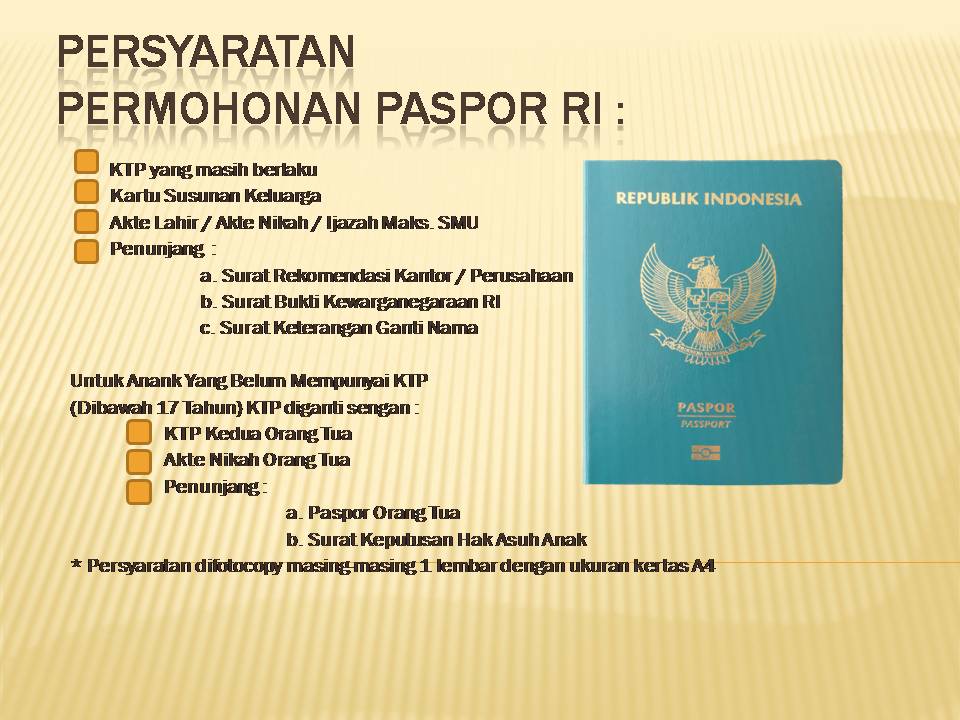 PERSYARATAN
PERMOHONAN PASPOR RI :
KTP yang masih berlaku
Kartu Susunan Keluarga
Akte Lahir / Akte Nikah / Ijazah Maks. SMU
Penunjang :
a. Surat Rekomendasi Kantor / Perusahaan
b. Surat Bukti Kewarganegaraan RI
c. Surat Keterangan Ganti Nama
Untuk Anank Yang Belum Mempunyai KTP
(Dibawah 17 Tahun) KTP diganti sengan :
KTP Kedua Orang Tua
Akte Nikah Orang Tua
Penunjang :
a. Paspor Orang Tua
b. Surat Keputusan Hak Asuh Anak
* Persyaratan difotocopy masing-masing 1 lembar dengan ukuran kertas A4
REPUBLIK INDONESIA
PASPOR
PASSPORT